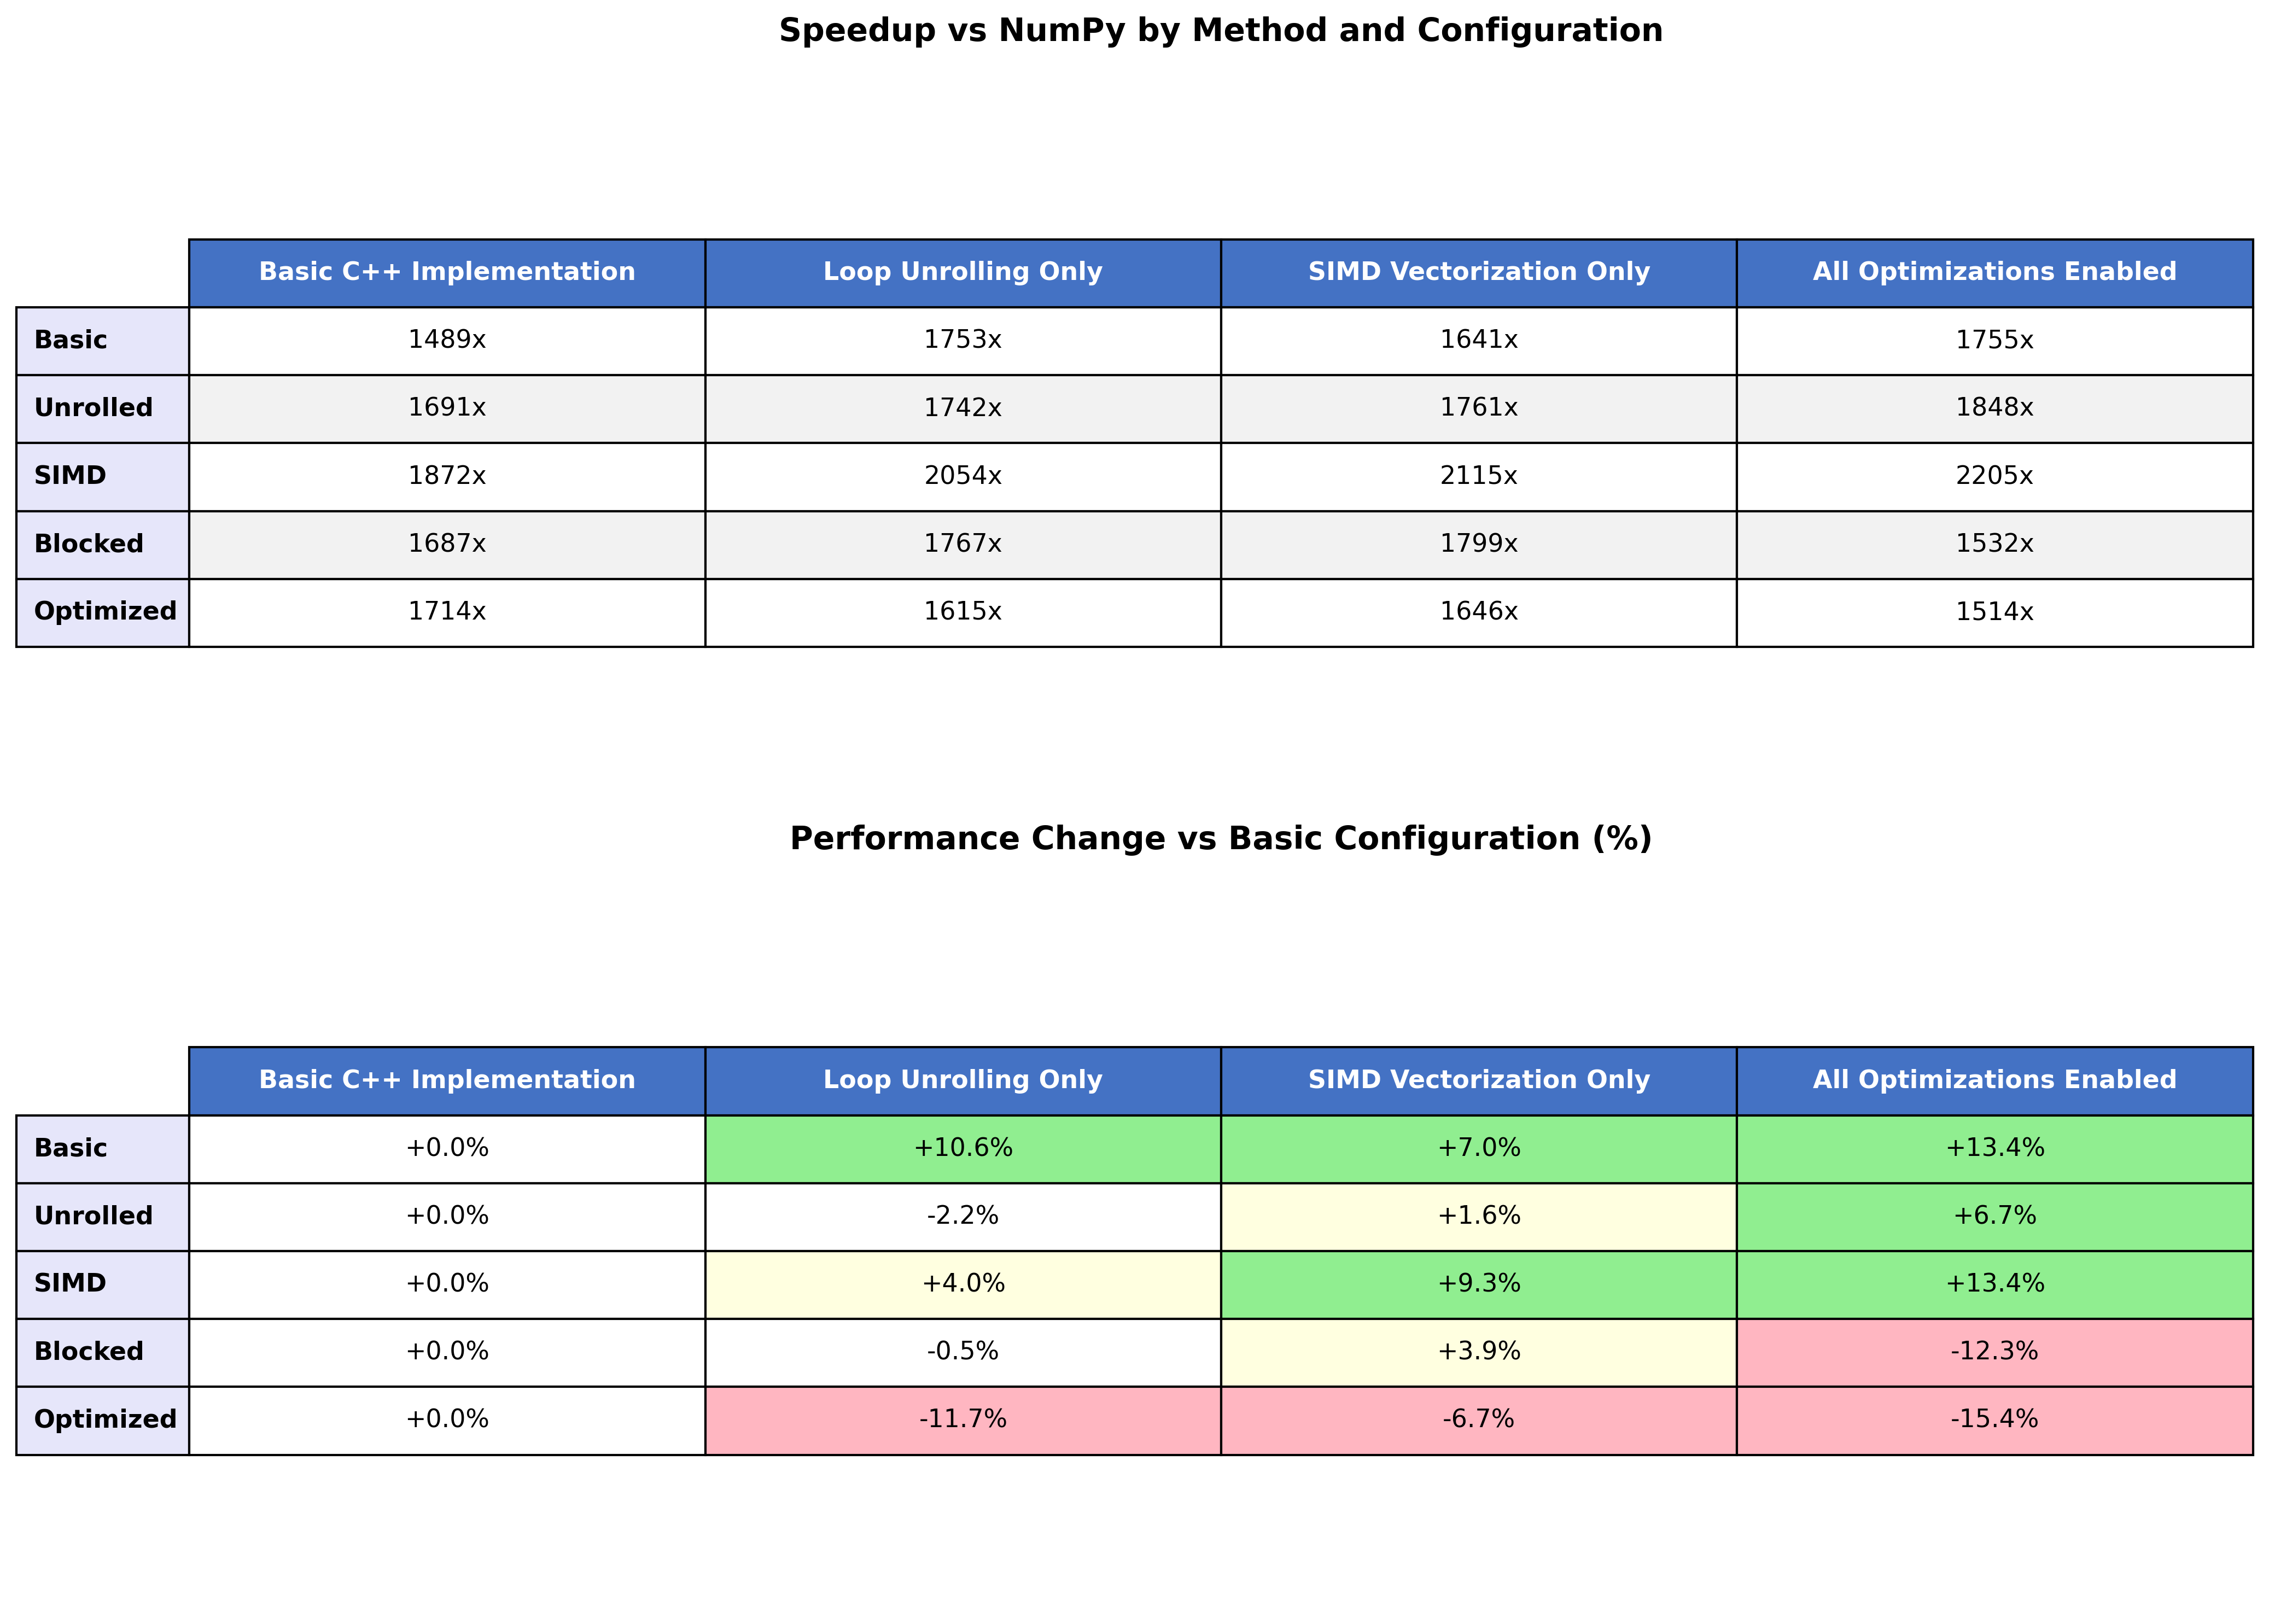 Speedup vs NumPy by Method and Configuration
Basic C++ Implementation Loop Unrolling Only SIMD Vectorization Only All Optimizations Enabled
Basic 1489x 1753x 1641x 1755x
Unrolled 1691x 1742x 1761x 1848x
SIMD 1872x 2054x 2115x 2205x
Blocked 1687x 1767x 1799x 1532x
Optimized 1714x 1615x 1646x 1514x
Performance Change vs Basic Configuration (%)
Basic C++ Implementation Loop Unrolling Only SIMD Vectorization Only All Optimizations Enabled
Basic +0.0% +10.6% +7.0% +13.4%
Unrolled +0.0% -2.2% +1.6% +6.7%
SIMD +0.0% +4.0% +9.3% +13.4%
Blocked +0.0% -0.5% +3.9% -12.3%
Optimized +0.0% -11.7% -6.7% -15.4%